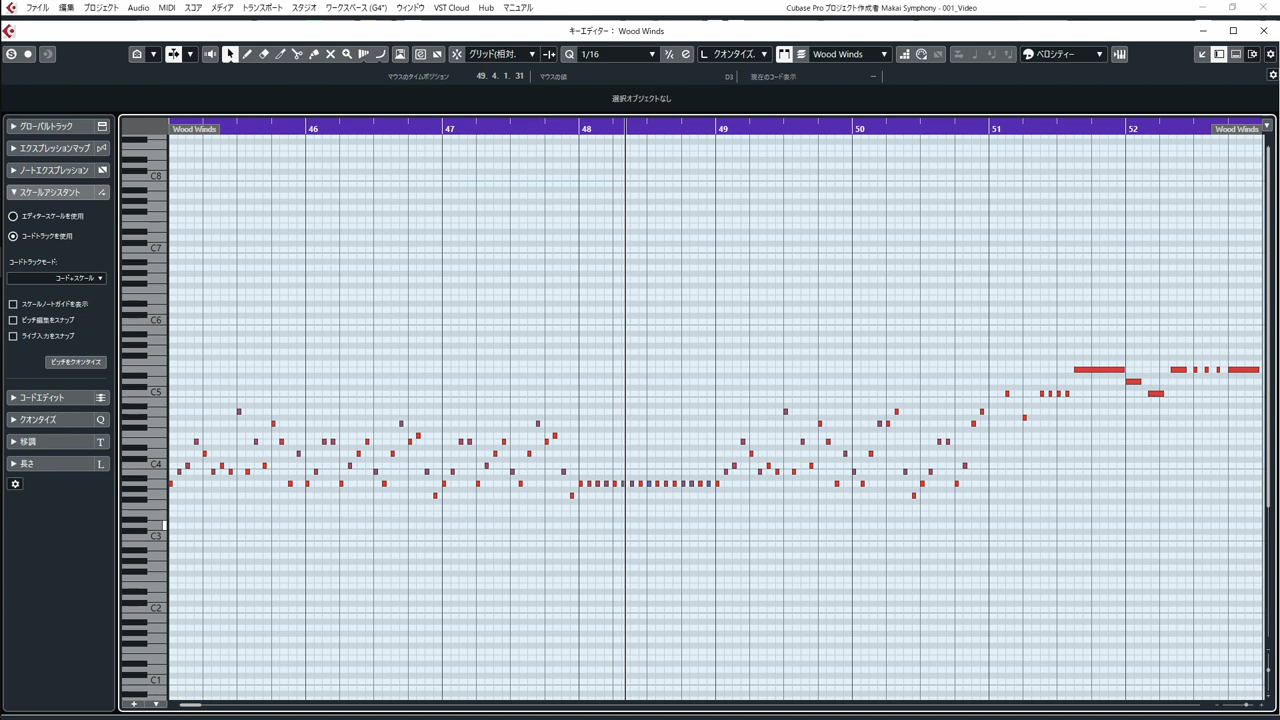 ファイル 編集 プロジェクト Audio MIDI スコア メディア トランスポート スタジオ ワークスペース (G4*) ウィンドウ VST Cloud Hub マニュアル Cubase Pro プロジェクト作成者 Makai Symphony - 001_Video
キーエディター： Wood Winds
グリッド(相対. Q 1/16 L クオンタイズ. Wood Winds ベロシティー
マウスのタイムポジション 49. 4. 1. 31 マウスの値 D3 現在のコード表示 –
選択オブジェクトなし
グローバルトラック
エクスプレッションマップ
ノートエクスプレッション
スケールアシスタント
エディタースケールを使用
コードトラックを使用
コードトラックモード:
コード+スケール
スケールノートガイドを表示
ピッチ編集をスナップ
ライブ入力をスナップ
ピッチをクオンタイズ
コードエディット
クオンタイズ Q
移調 T
長さ L
Wood Winds 46 47 48 49 50 51 52 Wood Winds
C8
C7
C6
C5
C4
C3
C2
C1